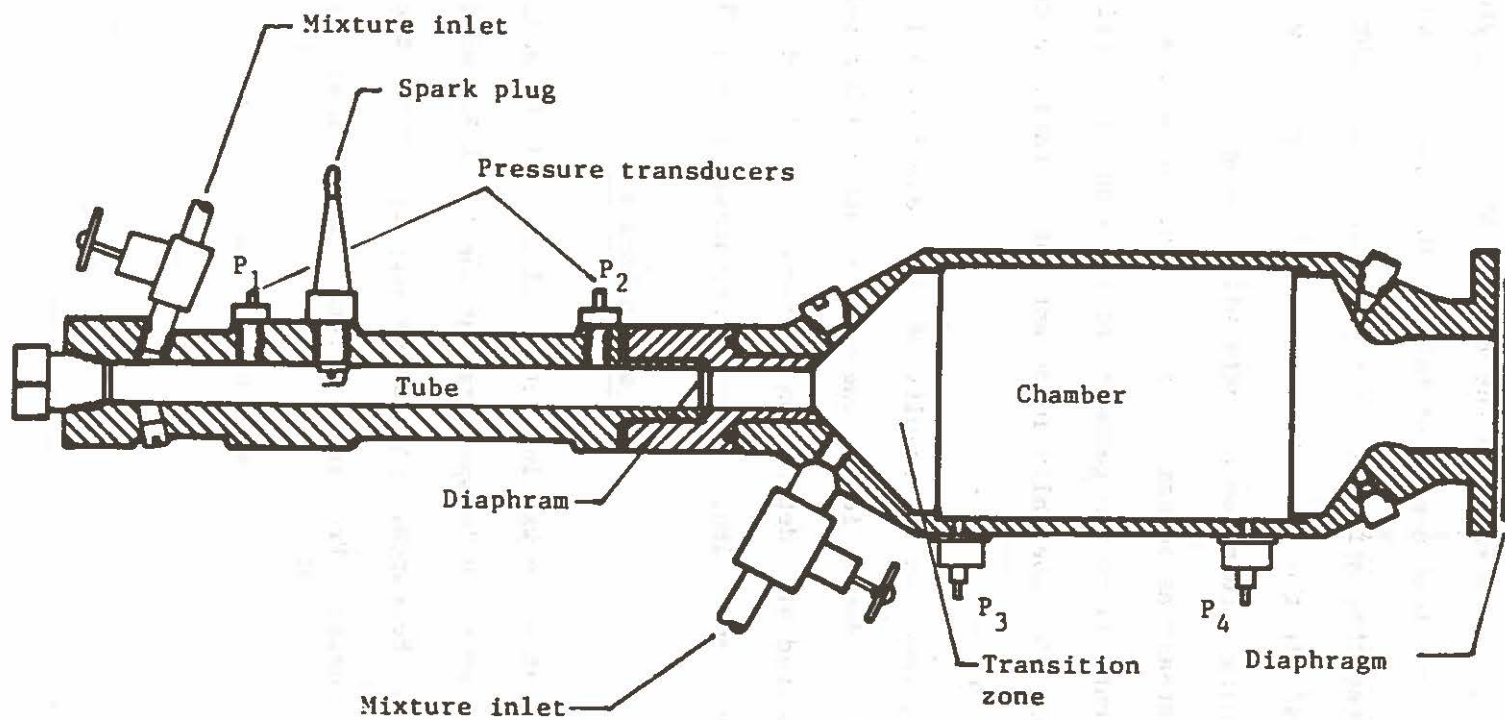 Mixture inlet
Spark plug
Pressure transducers
P1
P2
Tube
Chamber
Diaphram
P3
P4
Transition
zone
Diaphragm
Mixture inlet